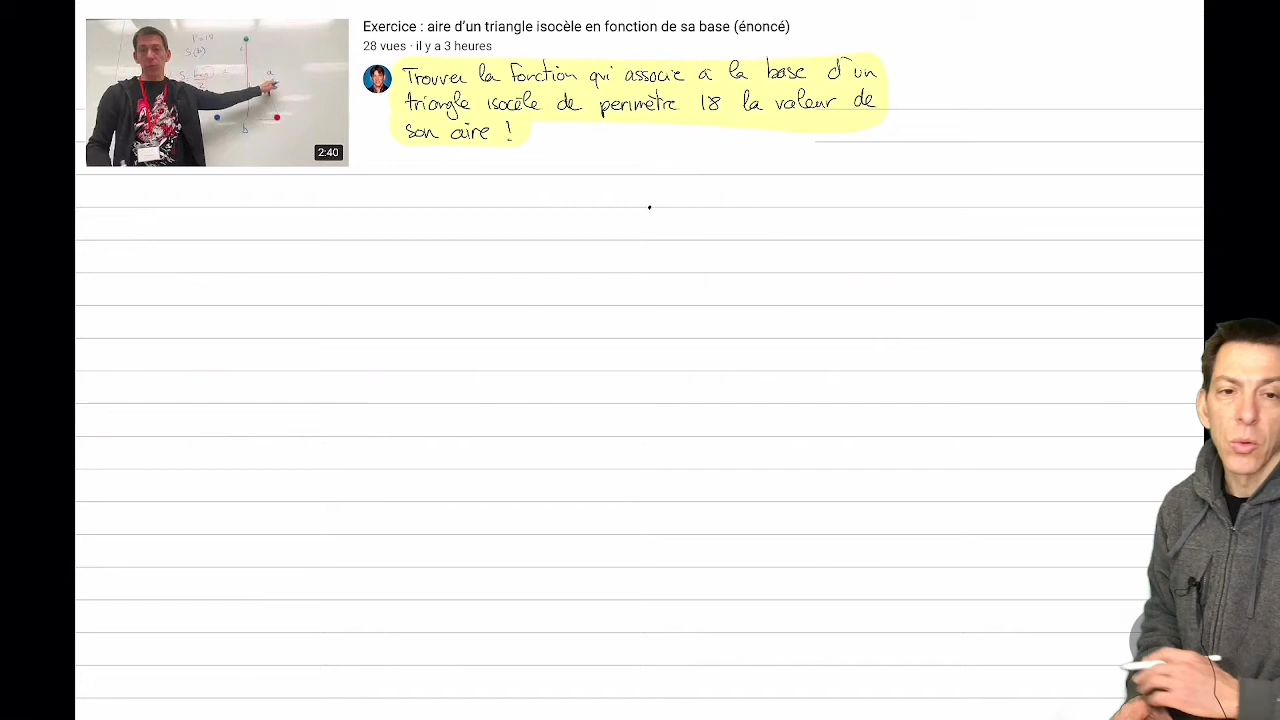 Exercice : aire d'un triangle isocèle en fonction de sa base (énoncé)
28 vues · il y a 3 heures
Trouver la fonction qui associe à la base d'un
triangle isocèle de périmètre 18 la valeur de
son aire !
P = 18
S(b)
a
b
2:40